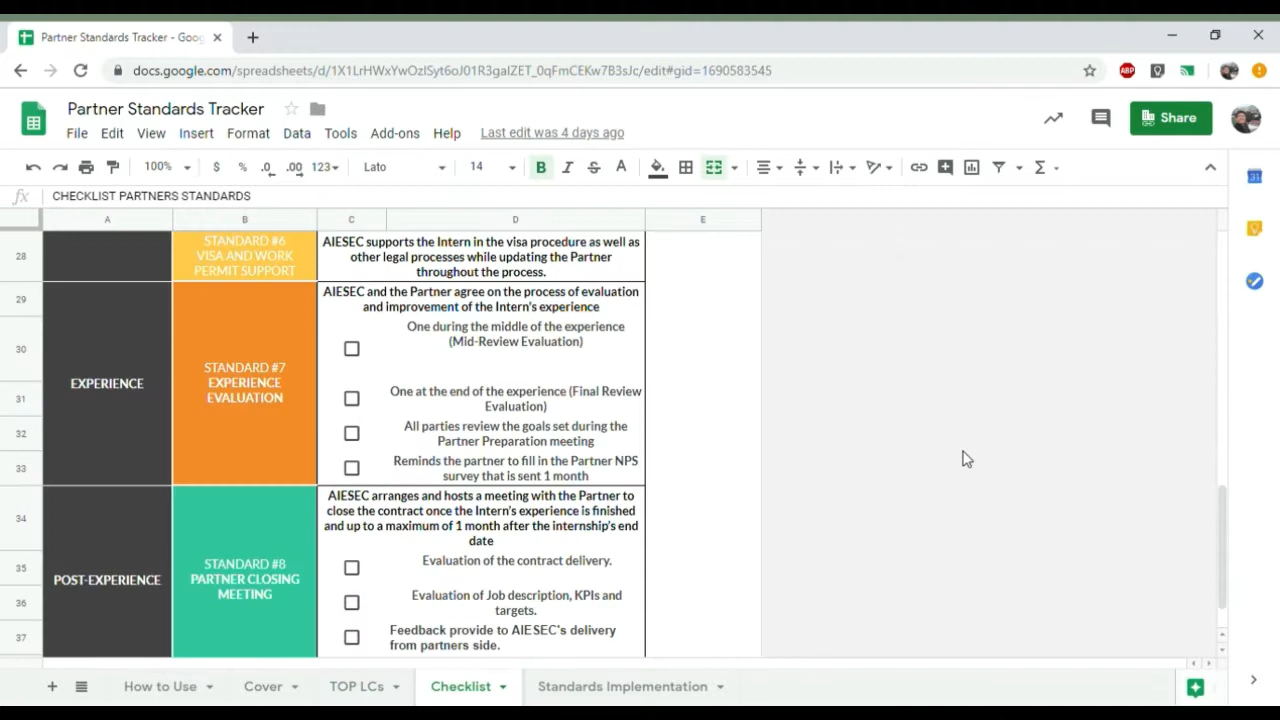 Partner Standards Tracker - Goog
docs.google.com/spreadsheets/d/1X1LrHWxYwOzlSyt6oJ01R3gaIZET_0qFmCEKw7B3sJc/edit#gid=1690583545
ABP
Partner Standards Tracker
Share
File Edit View Insert Format Data Tools Add-ons Help Last edit was 4 days ago
100% $ % .0 .00 123 Lato 14 B I S A
fx CHECKLIST PARTNERS STANDARDS
A B C D E
28
STANDARD #6
VISA AND WORK
PERMIT SUPPORT
AIESEC supports the Intern in the visa procedure as well as
other legal processes while updating the Partner
throughout the process.
29
AIESEC and the Partner agree on the process of evaluation
and improvement of the Intern's experience
EXPERIENCE
STANDARD #7
EXPERIENCE
EVALUATION
30
One during the middle of the experience
(Mid-Review Evaluation)
31
One at the end of the experience (Final Review
Evaluation)
32
All parties review the goals set during the
Partner Preparation meeting
33
Reminds the partner to fill in the Partner NPS
survey that is sent 1 month
34
AIESEC arranges and hosts a meeting with the Partner to
close the contract once the Intern's experience is finished
and up to a maximum of 1 month after the internship's end
date
POST-EXPERIENCE
STANDARD #8
PARTNER CLOSING
MEETING
35
Evaluation of the contract delivery.
36
Evaluation of Job description, KPIs and
targets.
37
Feedback provide to AIESEC's delivery
from partners side.
How to Use Cover TOP LCs Checklist Standards Implementation